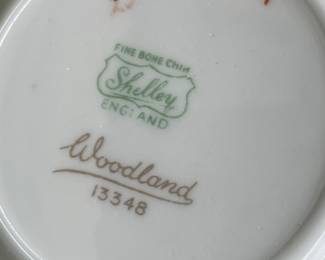 FINE BONE CHINA
Shelley
ENGLAND
Woodland
13348